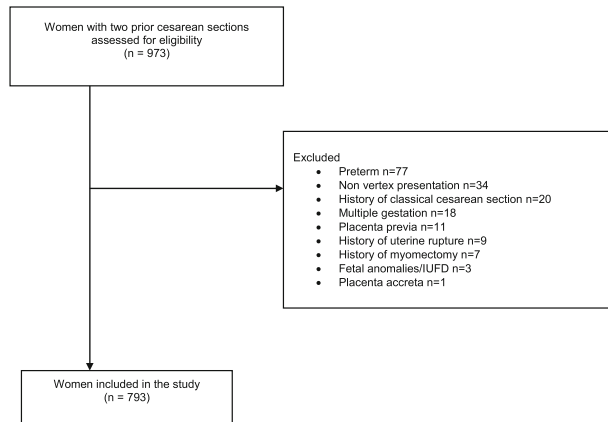 Women with two prior cesarean sections
assessed for eligibility
(n = 973)
Excluded
• Preterm n=77
• Non vertex presentation n=34
• History of classical cesarean section n=20
• Multiple gestation n=18
• Placenta previa n=11
• History of uterine rupture n=9
• History of myomectomy n=7
• Fetal anomalies/IUFD n=3
• Placenta accreta n=1
Women included in the study
(n = 793)